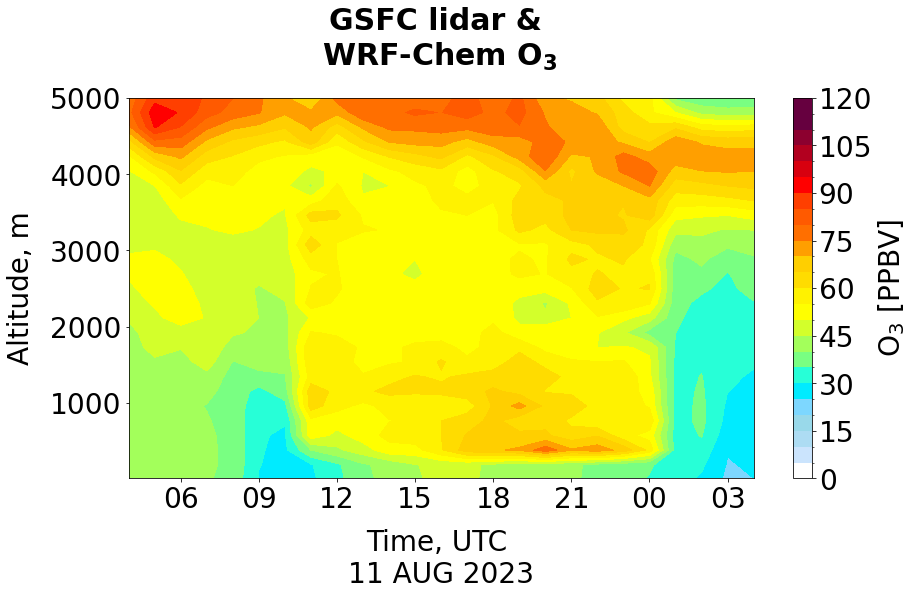 GSFC lidar &
WRF-Chem O₃
5000
4000
3000
2000
1000
Altitude, m
06 09 12 15 18 21 00 03
Time, UTC
11 AUG 2023
120
105
90
75
60
45
30
15
0
O₃ [PPBV]